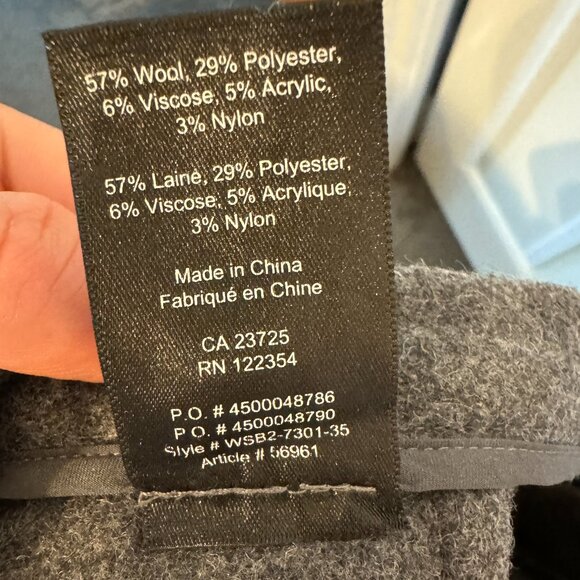 57% Wool, 29% Polyester,
6% Viscose, 5% Acrylic,
3% Nylon
57% Laine, 29% Polyester,
6% Viscose, 5% Acrylique,
3% Nylon
Made in China
Fabriqué en Chine
CA 23725
RN 122354
P.O. # 4500048786
P O. # 4500048790
Style # WSB2-7301-35
Article # 56961